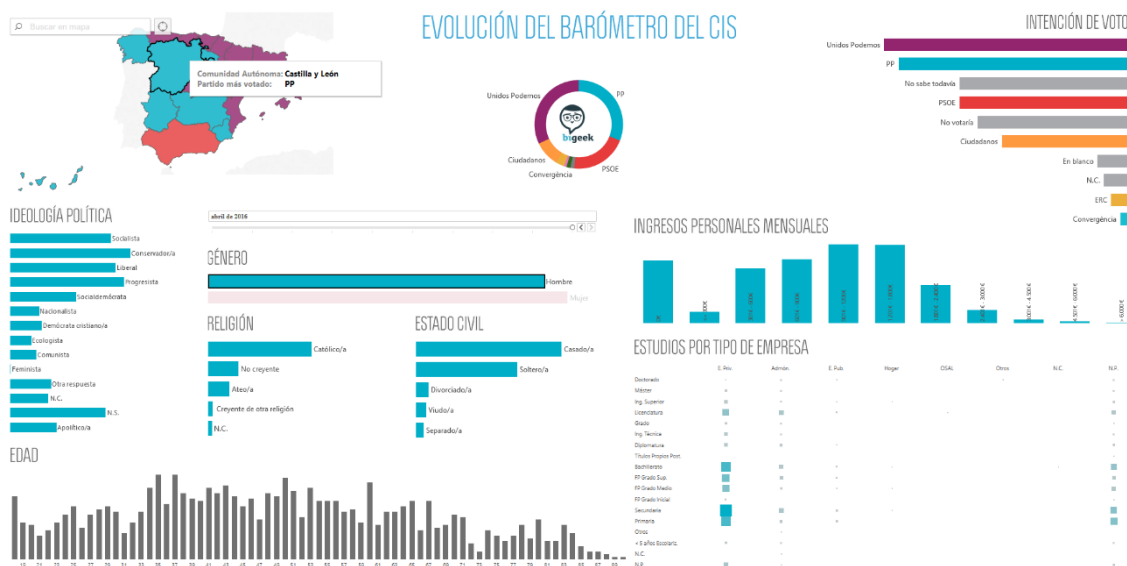 Buscar en mapa
EVOLUCIÓN DEL BARÓMETRO DEL CIS
INTENCIÓN DE VOTO
Comunidad Autónoma: Castilla y León
Partido más votado: PP
Unidos Podemos
PP
bigeek
Ciudadanos
Convergència
PSOE
Unidos Podemos
PP
No sabe todavía
PSOE
No votaría
Ciudadanos
En blanco
N.C.
ERC
Convergència
IDEOLOGÍA POLÍTICA
Socialista
Conservador/a
Liberal
Progresista
Socialdemócrata
Nacionalista
Demócrata cristiano/a
Ecologista
Comunista
Feminista
Otra respuesta
N.C.
N.S.
Apolítico/a
abril de 2016
GÉNERO
Hombre
Mujer
RELIGIÓN
Católico/a
No creyente
Ateo/a
Creyente de otra religión
N.C.
ESTADO CIVIL
Casado/a
Soltero/a
Divorciado/a
Viudo/a
Separado/a
INGRESOS PERSONALES MENSUALES
ESTUDIOS POR TIPO DE EMPRESA
E. Priv. Admón. E. Pub. Hogar OSAL Otros N.C. N.P.
Doctorado
Máster
Ing. Superior
Licenciatura
Grado
Ing. Técnica
Diplomatura
Títulos Propios Post.
Bachillerato
FP Grado Sup.
FP Grado Medio
FP Grado Inicial
Secundaria
Primaria
Otros
< 5 años Escolariz.
N.C.
N.P.
EDAD